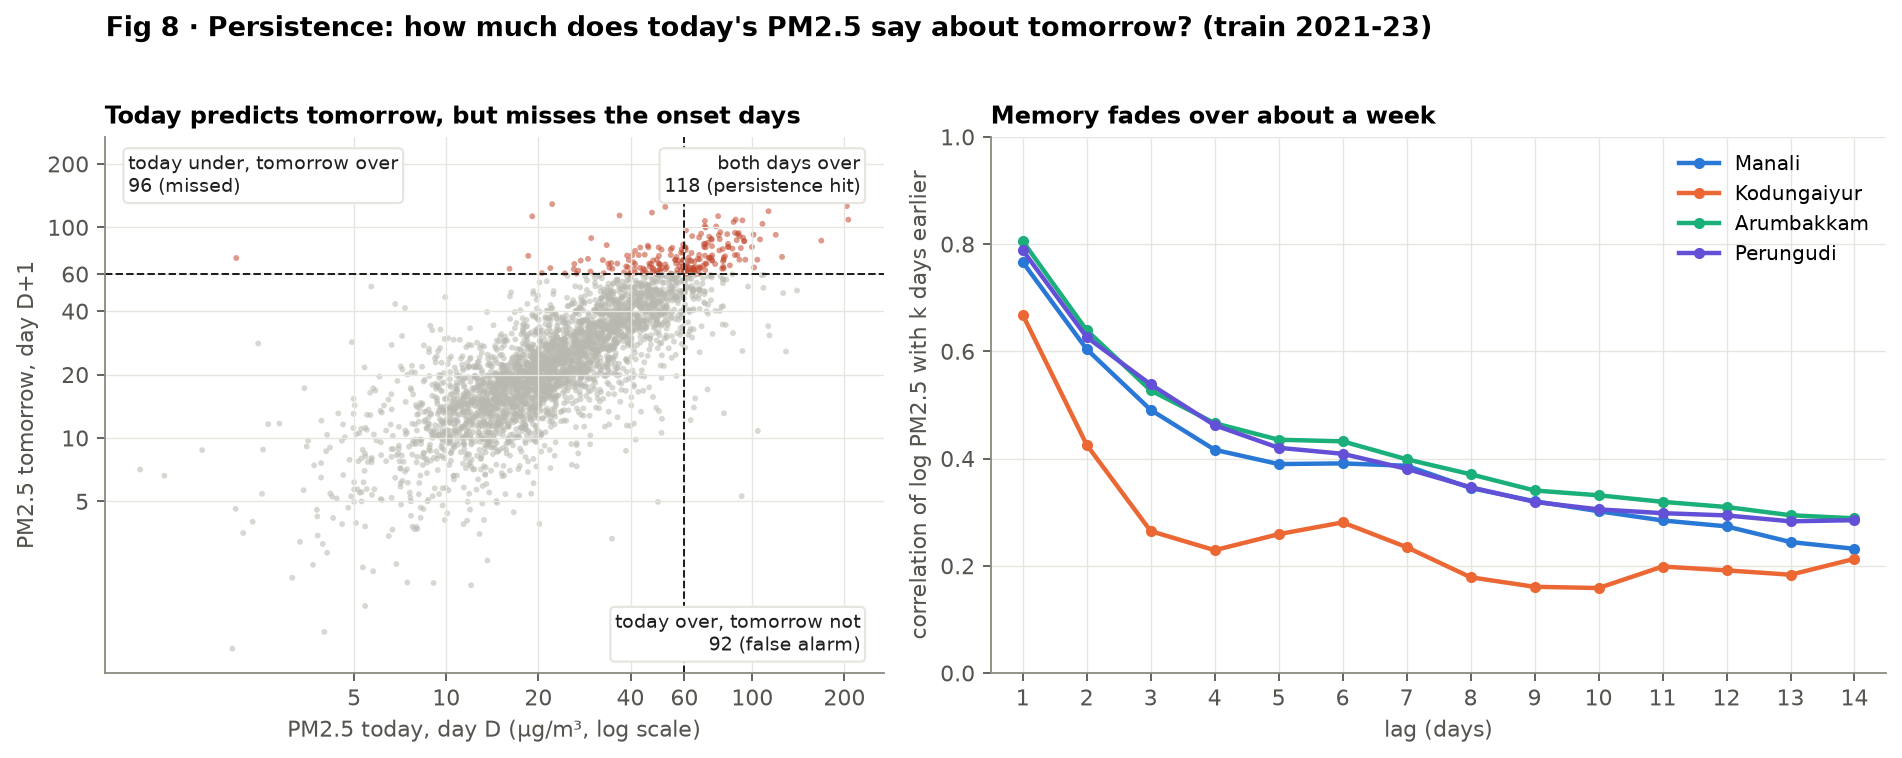 Fig 8 · Persistence: how much does today's PM2.5 say about tomorrow? (train 2021-23)
Today predicts tomorrow, but misses the onset days
today under, tomorrow over
96 (missed)
both days over
118 (persistence hit)
today over, tomorrow not
92 (false alarm)
PM2.5 tomorrow, day D+1
200
100
60
40
20
10
5
5 10 20 40 60 100 200
PM2.5 today, day D (µg/m³, log scale)
Memory fades over about a week
correlation of log PM2.5 with k days earlier
1.0
0.8
0.6
0.4
0.2
0.0
Manali
Kodungaiyur
Arumbakkam
Perungudi
1 2 3 4 5 6 7 8 9 10 11 12 13 14
lag (days)